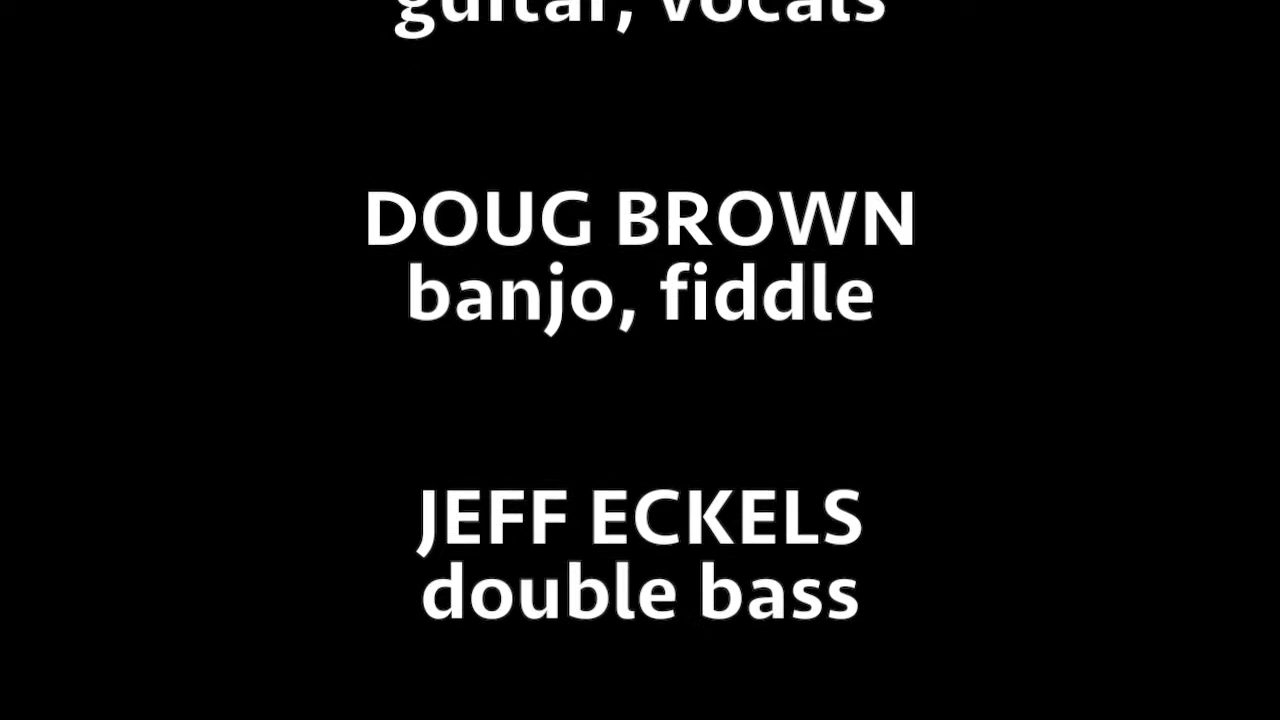 guitar, vocals
DOUG BROWN
banjo, fiddle
JEFF ECKELS
double bass